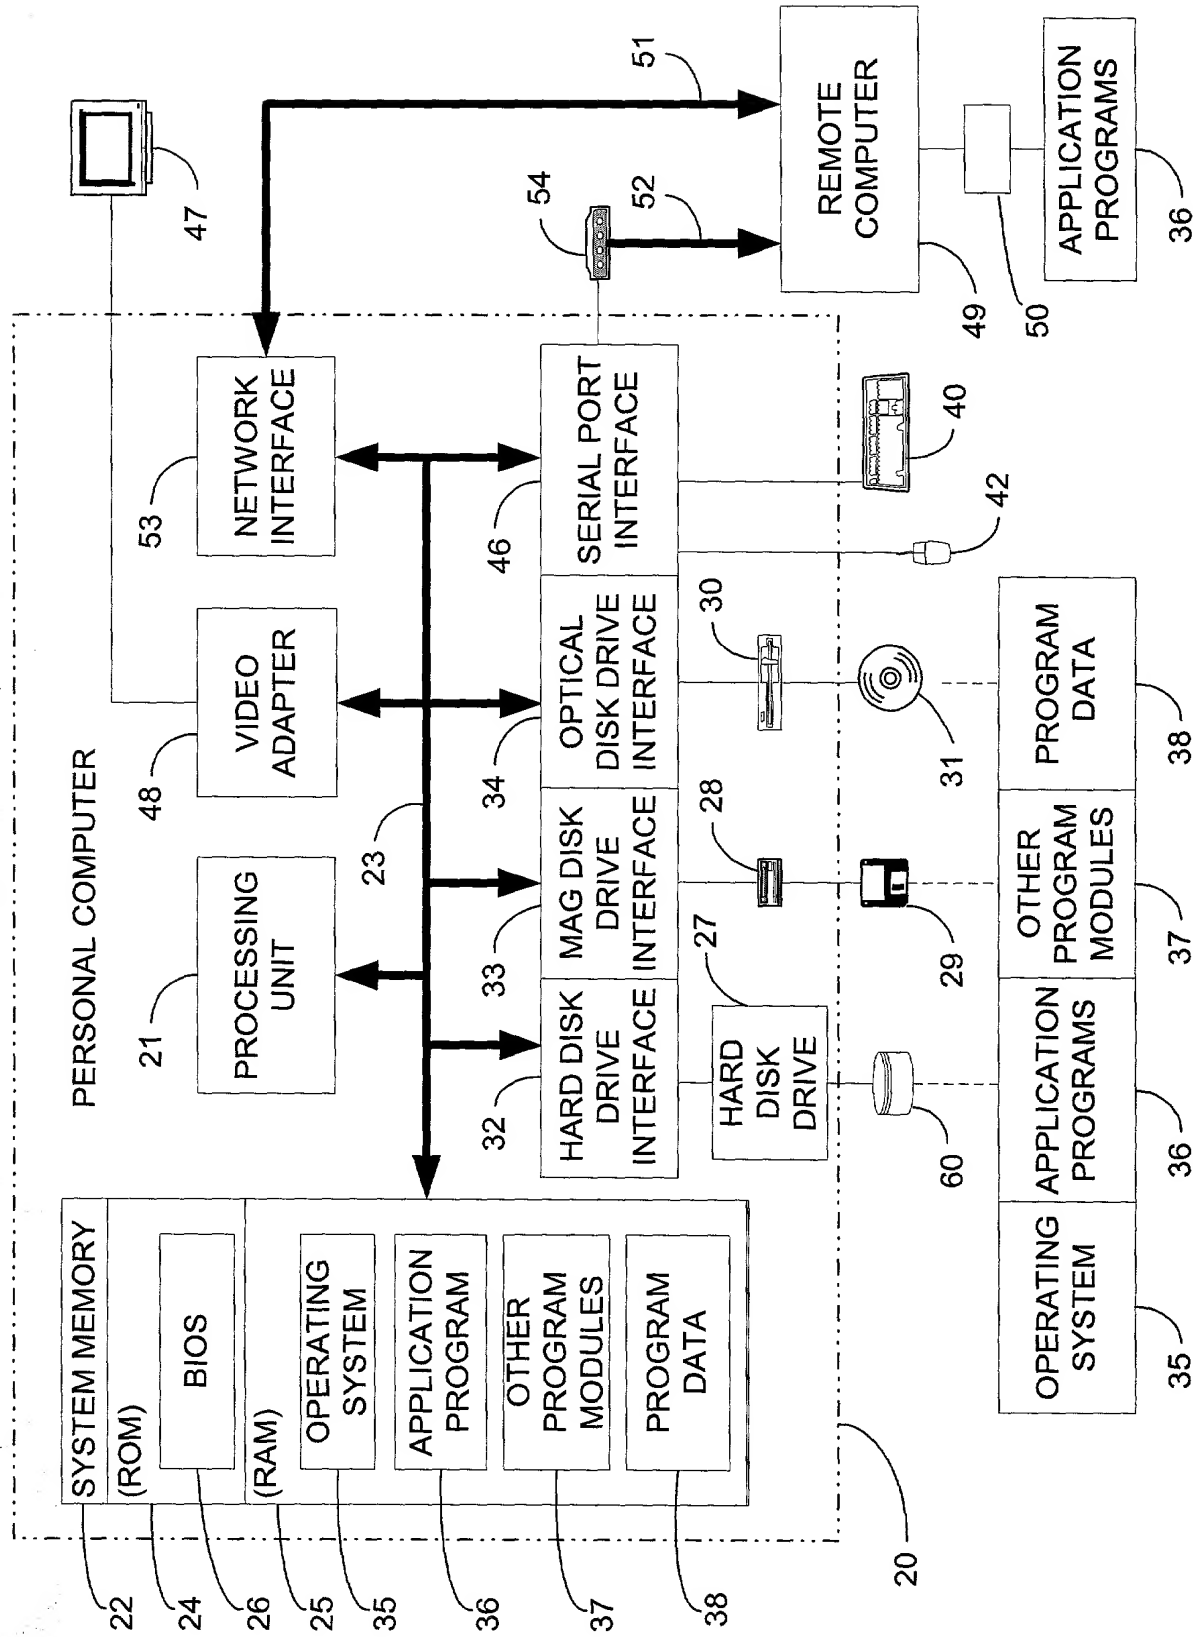 PERSONAL COMPUTER
SYSTEM MEMORY
(ROM)
BIOS
(RAM)
OPERATING
SYSTEM
APPLICATION
PROGRAM
OTHER
PROGRAM
MODULES
PROGRAM
DATA
22
24
26
25
35
36
37
38
20
21
PROCESSING
UNIT
48
VIDEO
ADAPTER
53
NETWORK
INTERFACE
47
23
32
HARD DISK
DRIVE
INTERFACE
33
MAG DISK
DRIVE
INTERFACE
34
OPTICAL
DISK DRIVE
INTERFACE
46
SERIAL PORT
INTERFACE
54
52
51
HARD
DISK
DRIVE
27
28
30
60
29
31
42
40
REMOTE
COMPUTER
49
50
APPLICATION
PROGRAMS
36
OPERATING
SYSTEM
APPLICATION
PROGRAMS
OTHER
PROGRAM
MODULES
PROGRAM
DATA
35
36
37
38